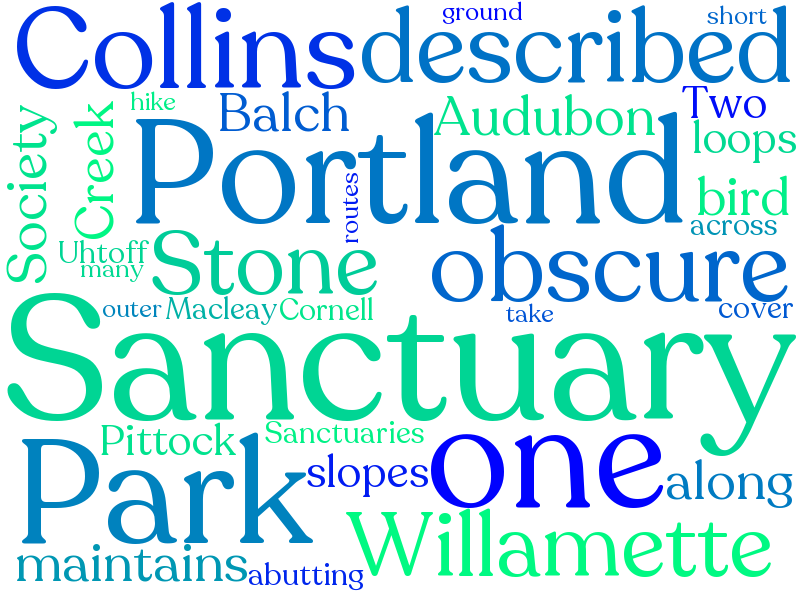 ground
short
Collins
described
hike
Balch
Audubon
Two
loops
Society
Creek
Portland
routes
bird
across
Uhtoff
many
Stone
obscure
outer
Macleay
Cornell
take
cover
Sanctuary
Pittock
Sanctuaries
one
Park
slopes
along
Willamette
maintains
abutting